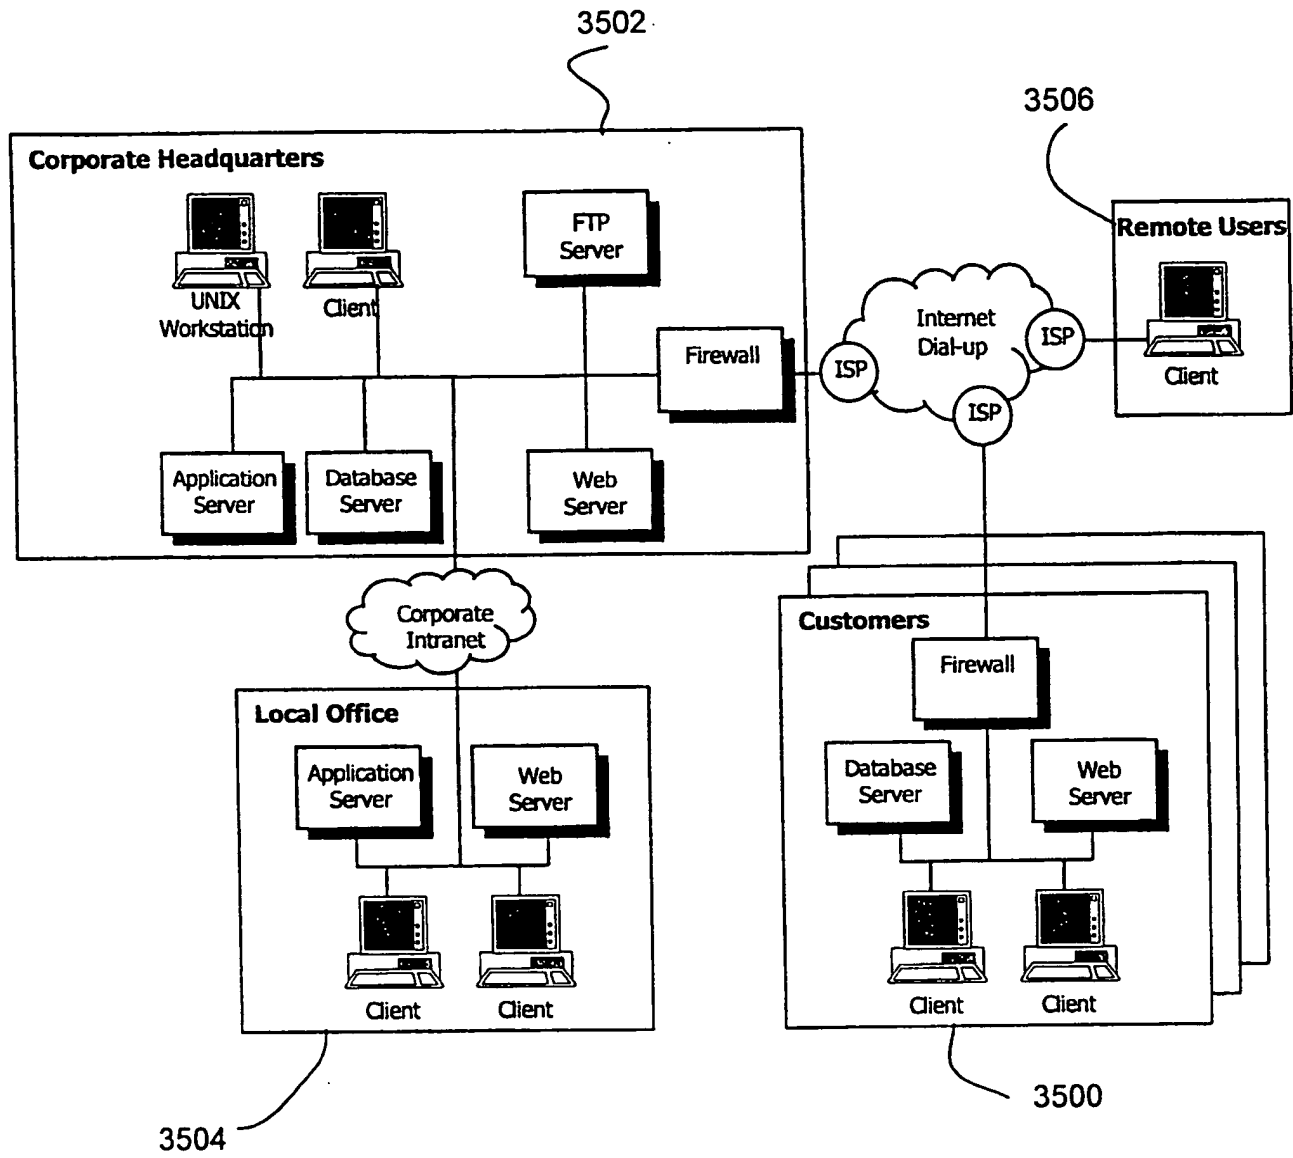 3502
3506
Corporate Headquarters
UNIX
Workstation
Client
FTP
Server
Firewall
Application
Server
Database
Server
Web
Server
Internet
Dial-up
ISP
ISP
ISP
Remote Users
Client
Corporate
Intranet
Local Office
Application
Server
Web
Server
Client
Client
3504
Customers
Firewall
Database
Server
Web
Server
Client
Client
3500